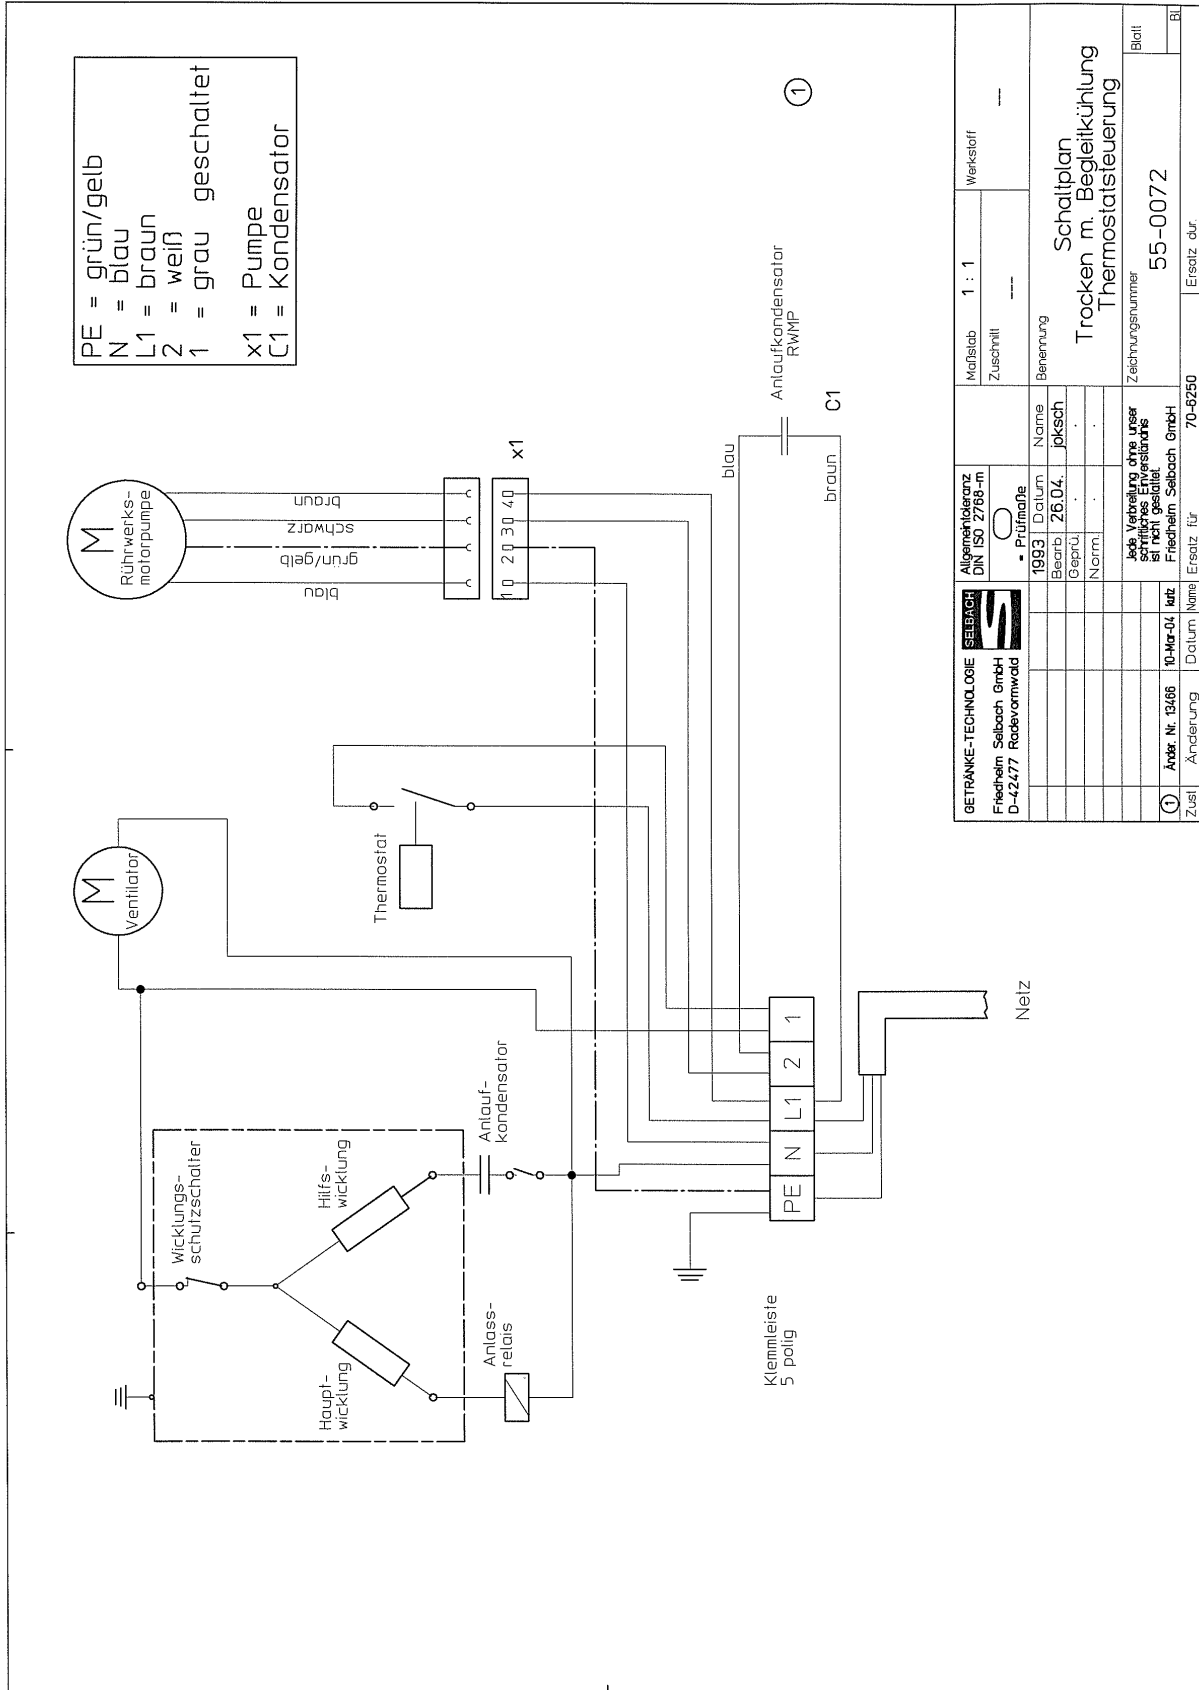 PE = grün/gelb
N = blau
L1 = braun
2 = weiß
1 = grau geschaltet
x1 = Pumpe
C1 = Kondensator
M
Rührwerks-
motorpumpe
blau
grün/gelb
schwarz
braun
1 2 3 4
x1
M
Ventilator
Thermostat
Wicklungs-
schutzschalter
Hilfs-
wicklung
Haupt-
wicklung
Anlauf-
kondensator
Anlass-
relais
blau
braun
Anlaufkondensator
RWMP
C1
1
PE N L1 2 1
Klemmleiste
5 polig
Netz
GETRÄNKE-TECHNOLOGIE
SELBACH
Friedhelm Selbach GmbH
D-42477 Radevormwald
Allgemeintoleranz
DIN ISO 2768-m
= Prüfmaße
Maßstab 1 : 1
Zuschnitt ---
Werkstoff
---
1993 Datum Name
Bearb. 26.04. joksch
Geprü. . .
Norm. . .
Benennung
Schaltplan
Trocken m. Begleitkühlung
Thermostatsteuerung
Jede Verbreitung ohne unser
schriftliches Einverständnis
ist nicht gestattet.
Friedhelm Selbach GmbH
Zeichnungsnummer
55-0072
Blatt
Bl
1 Änder. Nr. 13466 10-Mar-04 kurtz
Zust Änderung Datum Name
Ersatz für 70-6250
Ersatz dur.